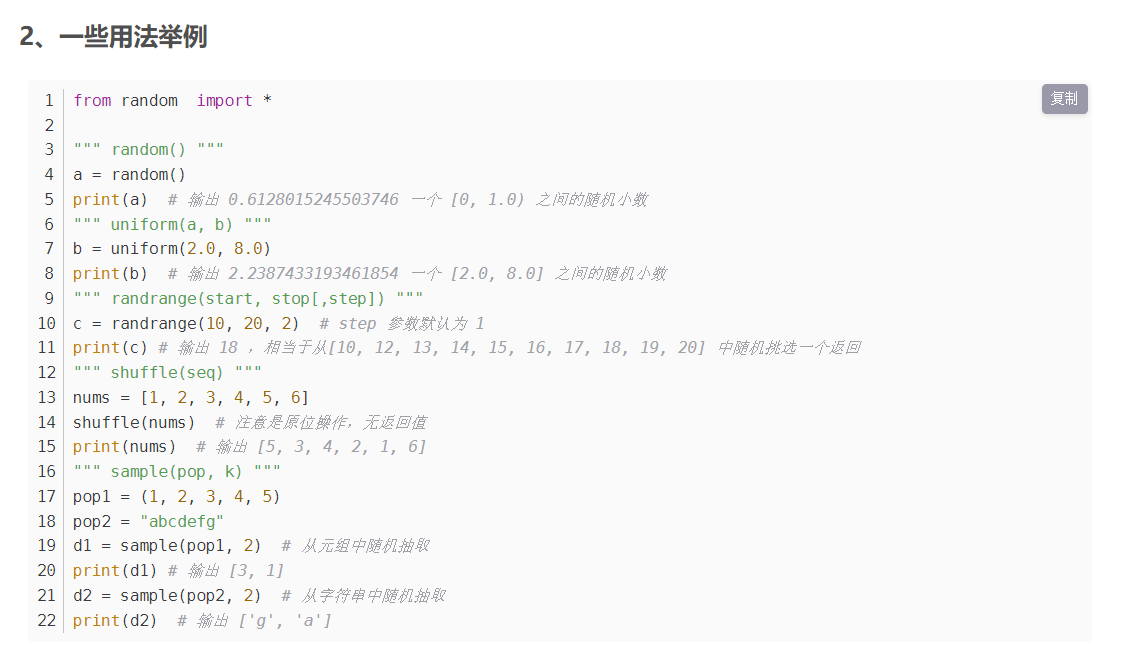 2、一些用法举例
复制
1 from random  import *
2
3 """ random() """
4 a = random()
5 print(a)  # 输出 0.6128015245503746 一个 [0, 1.0) 之间的随机小数
6 """ uniform(a, b) """
7 b = uniform(2.0, 8.0)
8 print(b)  # 输出 2.2387433193461854 一个 [2.0, 8.0] 之间的随机小数
9 """ randrange(start, stop[,step]) """
10 c = randrange(10, 20, 2)  # step 参数默认为 1
11 print(c) # 输出 18 ，相当于从[10, 12, 13, 14, 15, 16, 17, 18, 19, 20] 中随机挑选一个返回
12 """ shuffle(seq) """
13 nums = [1, 2, 3, 4, 5, 6]
14 shuffle(nums)  # 注意是原位操作，无返回值
15 print(nums)  # 输出 [5, 3, 4, 2, 1, 6]
16 """ sample(pop, k) """
17 pop1 = (1, 2, 3, 4, 5)
18 pop2 = "abcdefg"
19 d1 = sample(pop1, 2)  # 从元组中随机抽取
20 print(d1) # 输出 [3, 1]
21 d2 = sample(pop2, 2)  # 从字符串中随机抽取
22 print(d2)  # 输出 ['g', 'a']